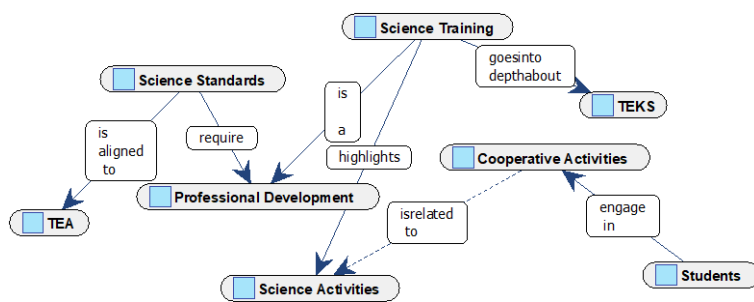 Science Training
goesinto
depthabout
Science Standards
is
a
TEKS
is
aligned
to
require
highlights
Cooperative Activities
Professional Development
TEA
isrelated
to
engage
in
Science Activities
Students